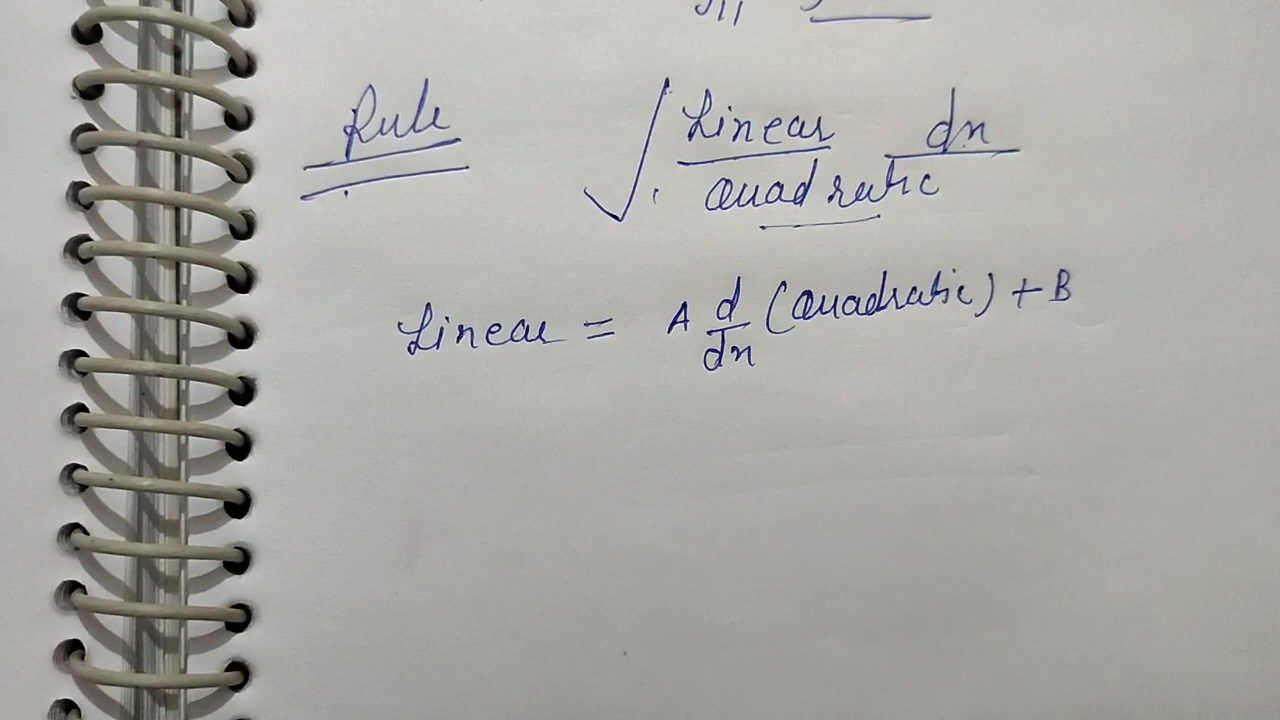 Rule
∫ Linear / Quadratic dx
Linear = A d/dx (Quadratic) + B